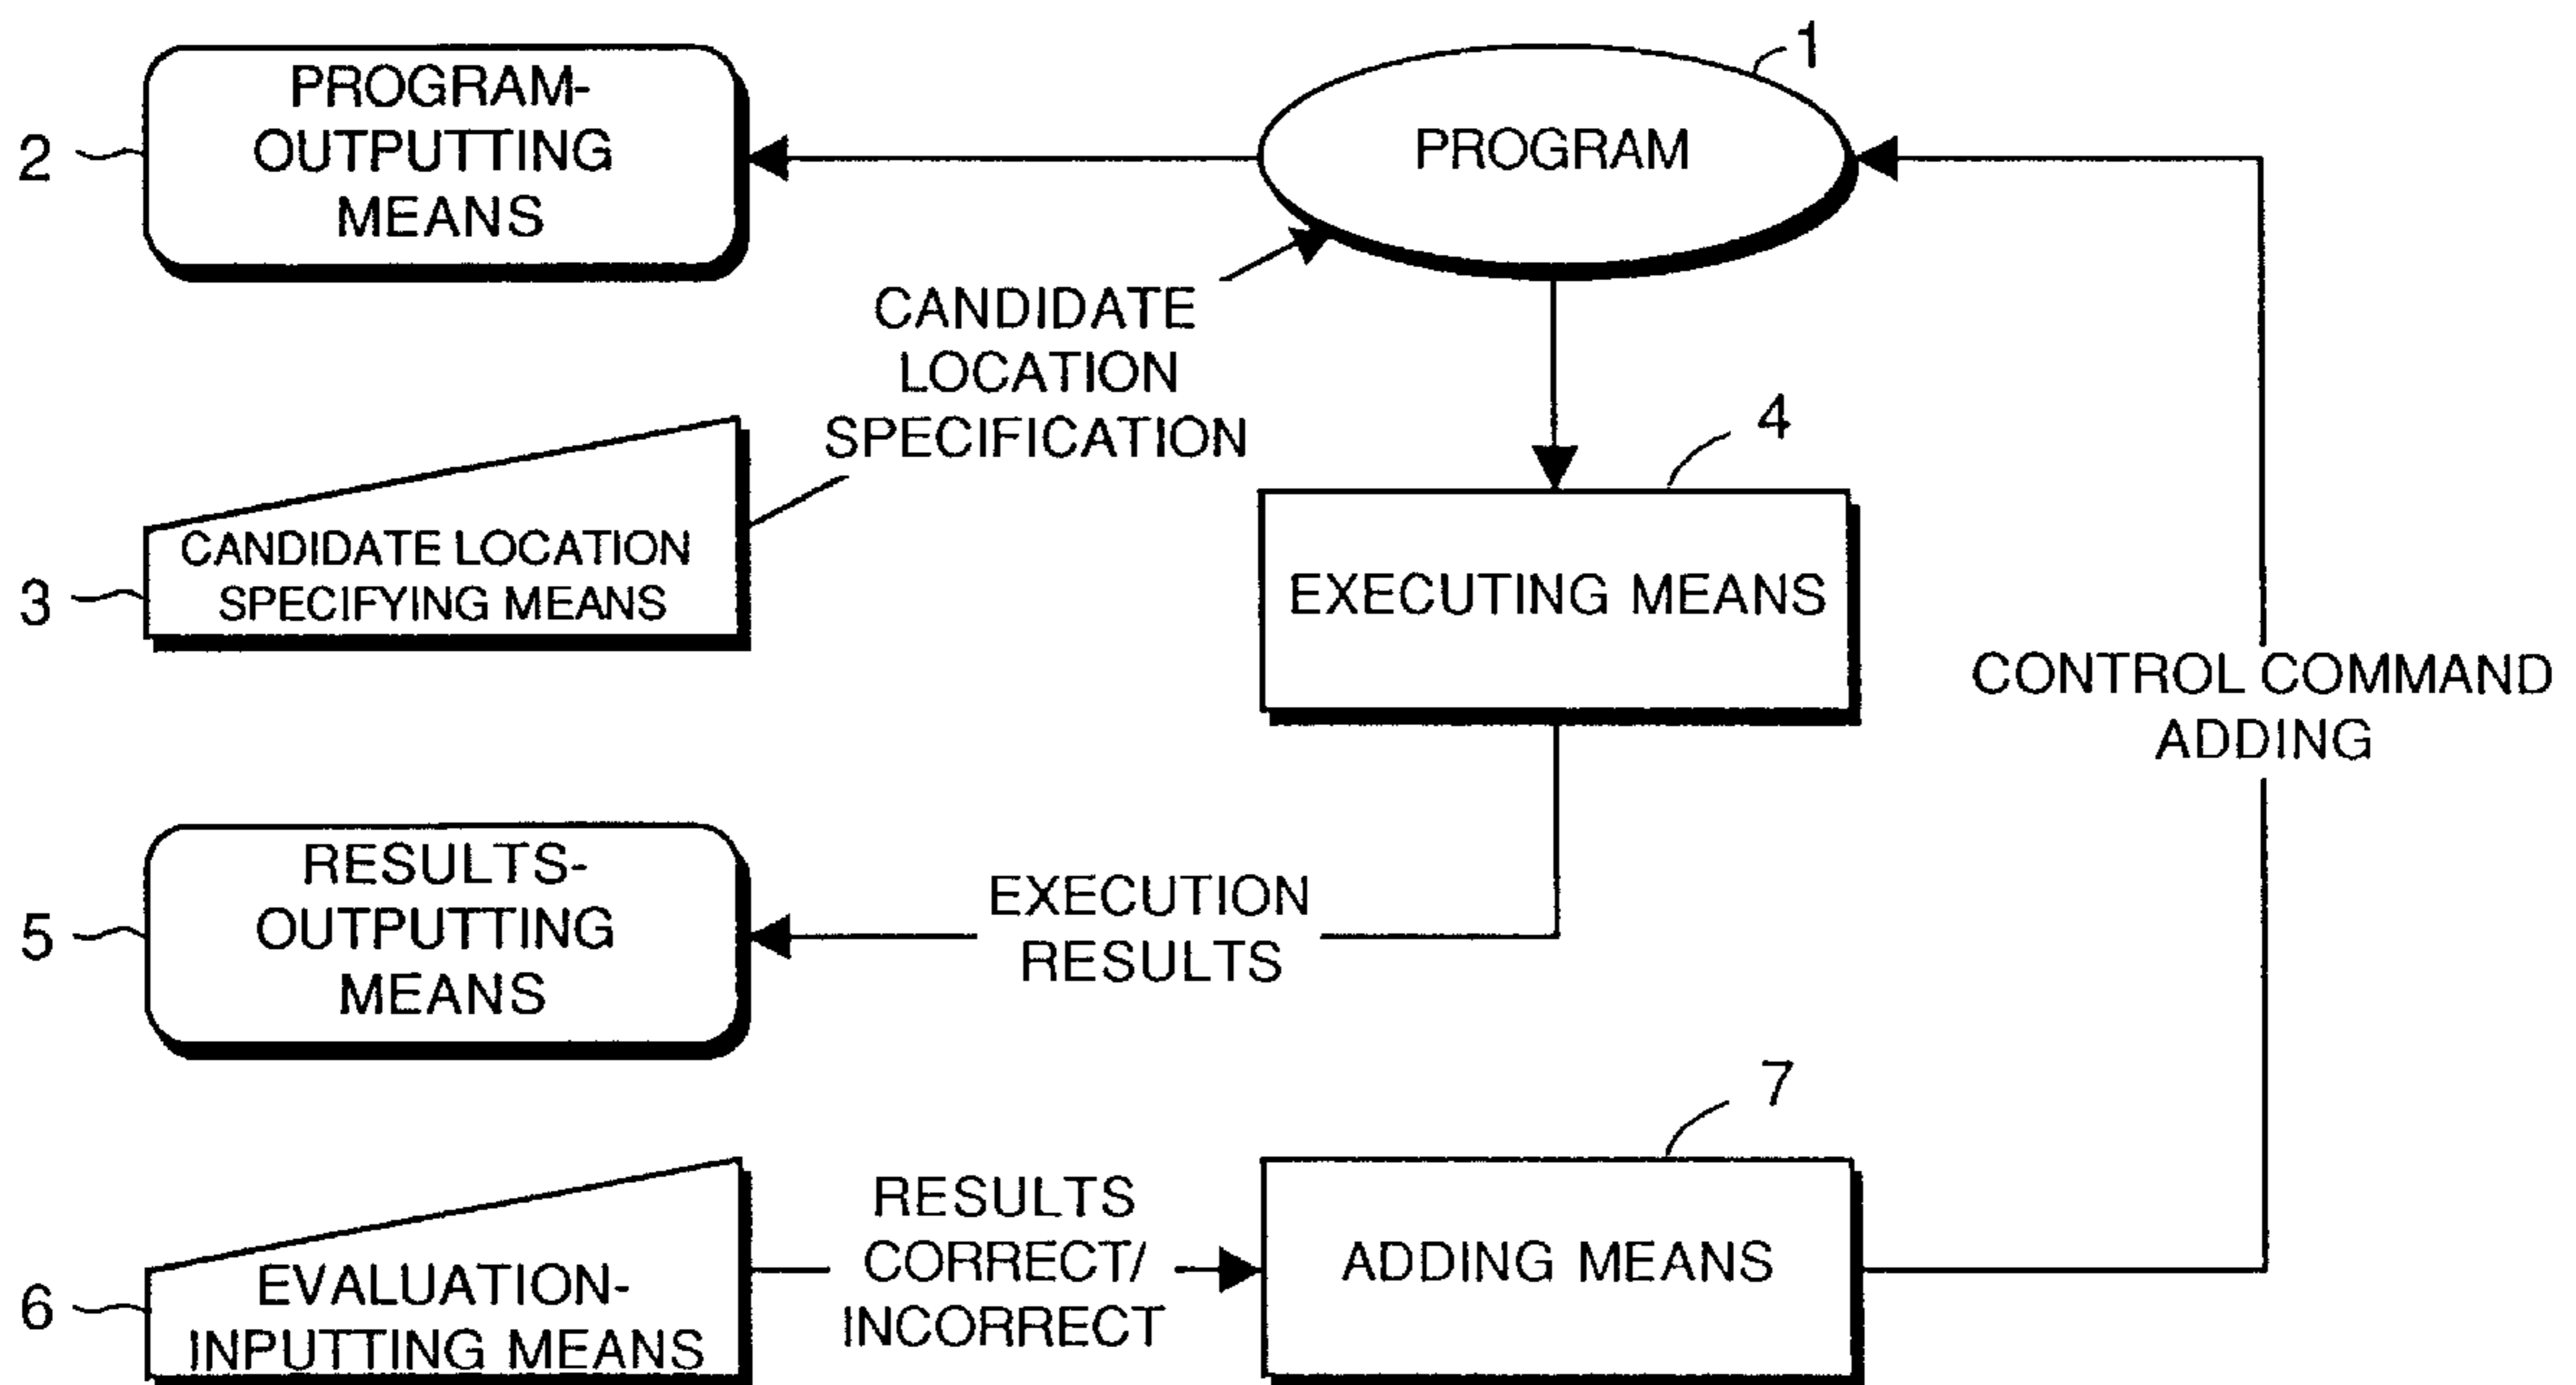 1
PROGRAM-
OUTPUTTING
MEANS
2
PROGRAM
CANDIDATE
LOCATION
SPECIFICATION
4
CANDIDATE LOCATION
SPECIFYING MEANS
3
EXECUTING MEANS
CONTROL COMMAND
ADDING
RESULTS-
OUTPUTTING
MEANS
5
EXECUTION
RESULTS
7
RESULTS
CORRECT/
INCORRECT
ADDING MEANS
EVALUATION-
INPUTTING MEANS
6